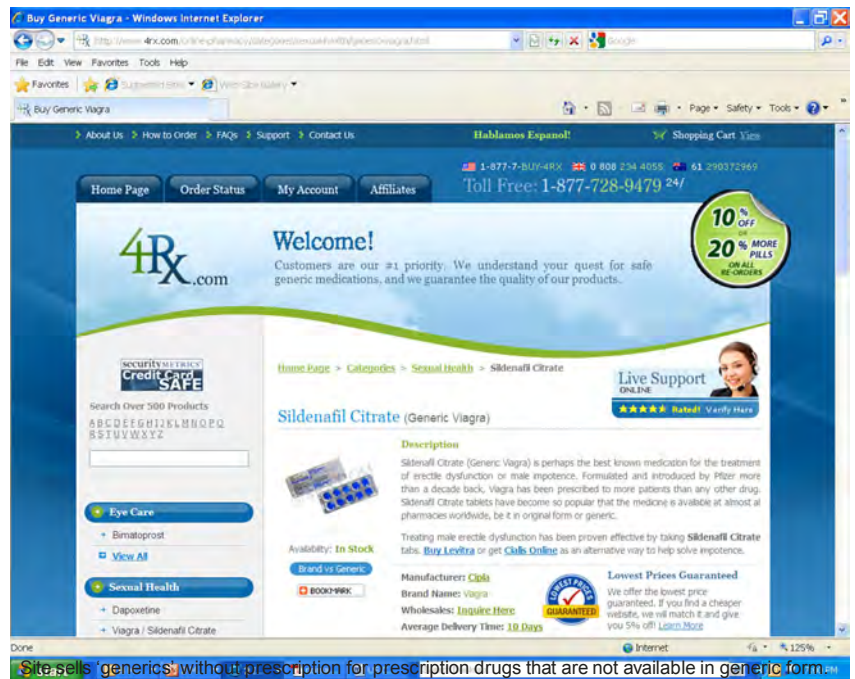 Buy Generic Viagra - Windows Internet Explorer
4rx.com
Google
File Edit View Favorites Tools Help
Favorites
Buy Generic Viagra
Page Safety Tools
About Us How to Order FAQs Support Contact Us
Hablamos Espanol!
Shopping Cart View
1-877-7-BUY-4RX 0 808 234 4055 61 290372969
Home Page Order Status My Account Affiliates
Toll Free: 1-877-728-9479 24/
4Rx.com
Welcome!
Customers are our #1 priority. We understand your quest for safe
generic medications, and we guarantee the quality of our products.
10% OFF
OR
20% MORE
PILLS
ON ALL
RE-ORDERS
securityMETRICS
Credit Card
SAFE
Search Over 500 Products
A B C D E F G H I J K L M N O P Q
R S T U V W X Y Z
Eye Care
Bimatoprost
View All
Sexual Health
Dapoxetine
Viagra / Sildenafil Citrate
Home Page > Categories > Sexual Health > Sildenafil Citrate
Live Support
ONLINE
Rated! Verify Here
Sildenafil Citrate (Generic Viagra)
Description
Sildenafil Citrate (Generic Viagra) is perhaps the best known medication for the treatment
of erectile dysfunction or male impotence. Formulated and introduced by Pfizer more
than a decade back, Viagra has been prescribed to more patients than any other drug.
Sildenafil Citrate tablets have become so popular that the medicine is available at almost al
pharmacies worldwide, be it in original form or generic.
Treating male erectile dysfunction has been proven effective by taking Sildenafil Citrate
tabs. Buy Levitra or get Cialis Online as an alternative way to help solve impotence.
Availability: In Stock
Brand vs Generic
BOOKMARK
Manufacturer: Cipla
Brand Name: Viagra
Wholesales: Inquire Here
Average Delivery Time: 10 Days
LOWEST PRICES
GUARANTEED
Lowest Prices Guaranteed
We offer the lowest price
guaranteed. If you find a cheaper
website, we will match it and give
you 5% off! Learn More
Done
Internet
125%
Site sells 'generics' without prescription for prescription drugs that are not available in generic form.